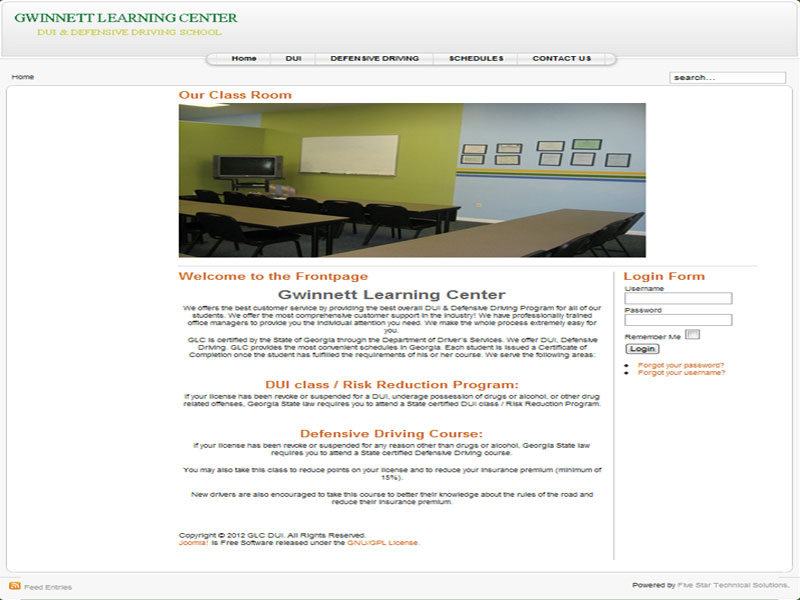 GWINNETT LEARNING CENTER
DUI & DEFENSIVE DRIVING SCHOOL
Home DUI DEFENSIVE DRIVING SCHEDULES CONTACT US
Home
search...
Our Class Room
Welcome to the Frontpage
Gwinnett Learning Center
We offers the best customer service by providing the best overall DUI & Defensive Driving Program for all of our
students. We offer the most comprehensive customer support in the industry! We have professionally trained
office managers to provide you the individual attention you need. We make the whole process extremely easy for
you.
GLC is certified by the State of Georgia through the Department of Driver's Services. We offer DUI, Defensive
Driving. GLC provides the most convenient schedules in Georgia. Each student is issued a Certificate of
Completion once the student has fulfilled the requirements of his or her course. We serve the following areas:
DUI class / Risk Reduction Program:
If your license has been revoke or suspended for a DUI, underage possession of drugs or alcohol, or other drug
related offenses, Georgia State law requires you to attend a State certified DUI class / Risk Reduction Program.
Defensive Driving Course:
If your license has been revoke or suspended for any reason other than drugs or alcohol, Georgia State law
requires you to attend a State certified Defensive Driving course.
You may also take this class to reduce points on your license and to reduce your insurance premium (minimum of
15%).
New drivers are also encouraged to take this course to better their knowledge about the rules of the road and
reduce their insurance premium.
Copyright © 2012 GLC DUI. All Rights Reserved.
Joomla! is Free Software released under the GNU/GPL License.
Login Form
Username
Password
Remember Me
Login
Forgot your password?
Forgot your username?
Feed Entries
Powered by Five Star Technical Solutions.